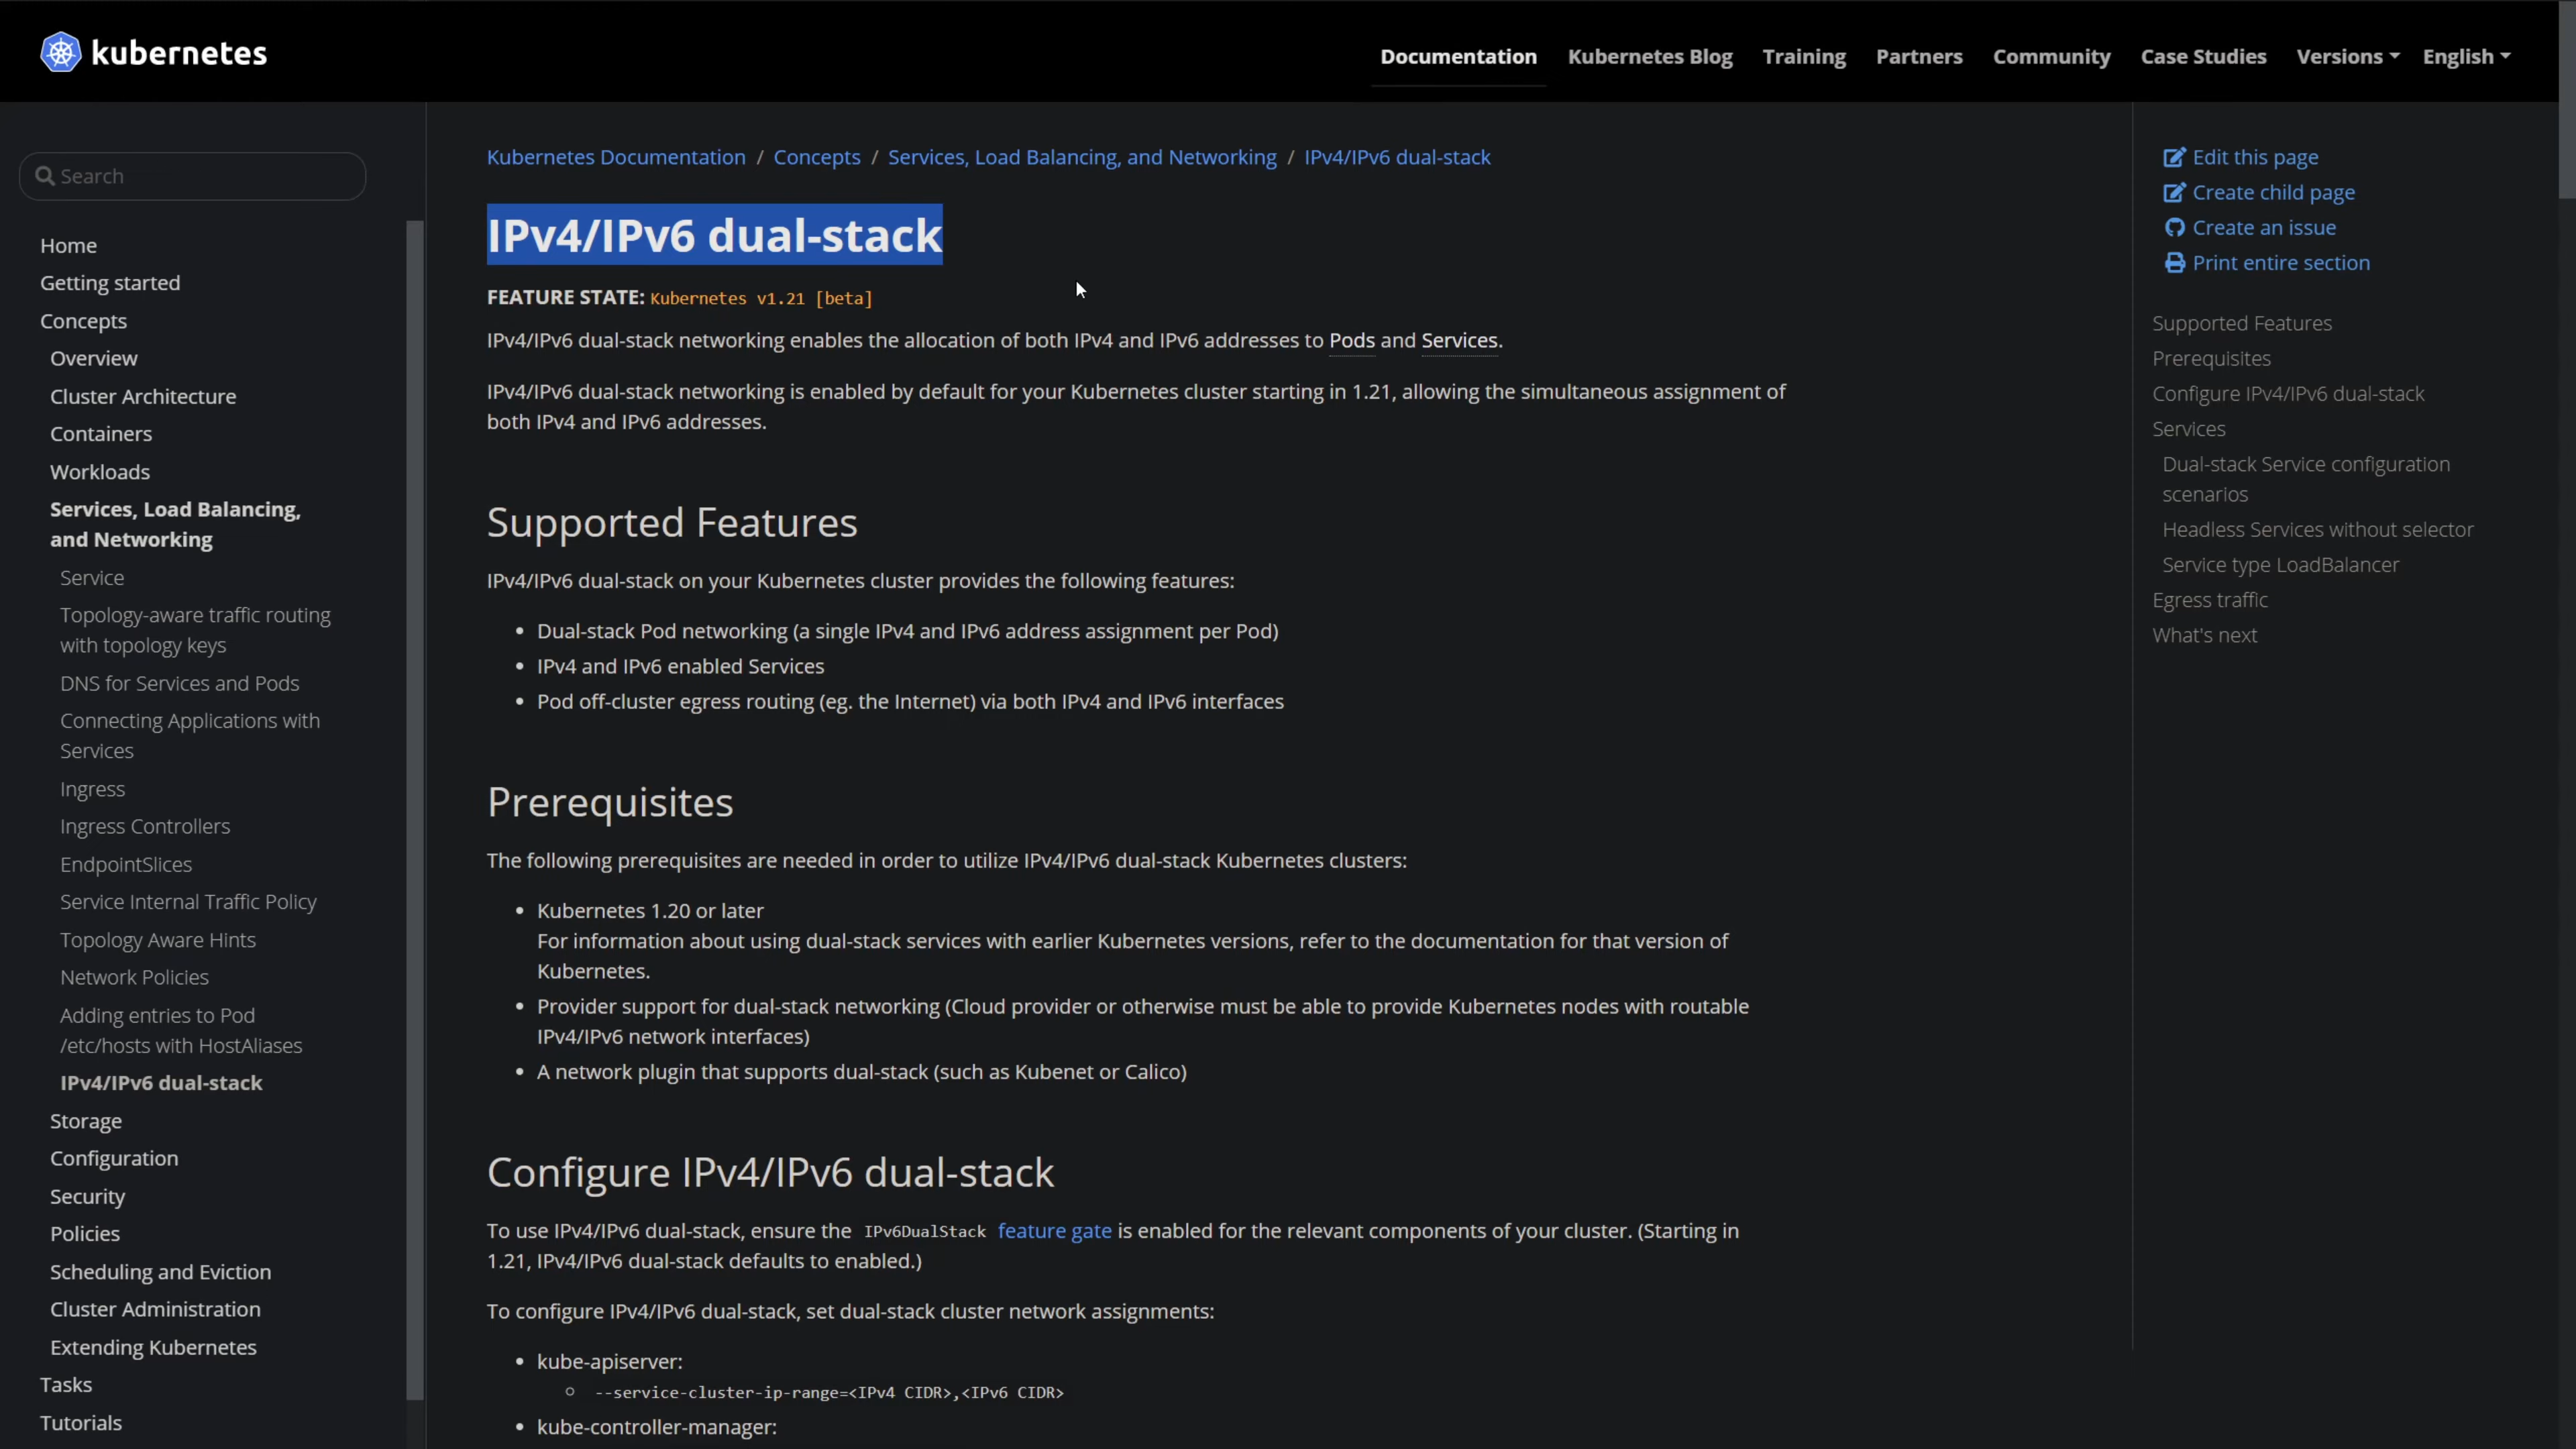 kubernetes
Documentation
Kubernetes Blog
Training
Partners
Community
Case Studies
Versions
English
Search
Home
Getting started
Concepts
Overview
Cluster Architecture
Containers
Workloads
Services, Load Balancing,
and Networking
Service
Topology-aware traffic routing
with topology keys
DNS for Services and Pods
Connecting Applications with
Services
Ingress
Ingress Controllers
EndpointSlices
Service Internal Traffic Policy
Topology Aware Hints
Network Policies
Adding entries to Pod
/etc/hosts with HostAliases
IPv4/IPv6 dual-stack
Storage
Configuration
Security
Policies
Scheduling and Eviction
Cluster Administration
Extending Kubernetes
Tasks
Tutorials
Kubernetes Documentation / Concepts / Services, Load Balancing, and Networking / IPv4/IPv6 dual-stack
IPv4/IPv6 dual-stack
FEATURE STATE: Kubernetes v1.21 [beta]
IPv4/IPv6 dual-stack networking enables the allocation of both IPv4 and IPv6 addresses to Pods and Services.
IPv4/IPv6 dual-stack networking is enabled by default for your Kubernetes cluster starting in 1.21, allowing the simultaneous assignment of
both IPv4 and IPv6 addresses.
Supported Features
IPv4/IPv6 dual-stack on your Kubernetes cluster provides the following features:
• Dual-stack Pod networking (a single IPv4 and IPv6 address assignment per Pod)
• IPv4 and IPv6 enabled Services
• Pod off-cluster egress routing (eg. the Internet) via both IPv4 and IPv6 interfaces
Prerequisites
The following prerequisites are needed in order to utilize IPv4/IPv6 dual-stack Kubernetes clusters:
• Kubernetes 1.20 or later
For information about using dual-stack services with earlier Kubernetes versions, refer to the documentation for that version of
Kubernetes.
• Provider support for dual-stack networking (Cloud provider or otherwise must be able to provide Kubernetes nodes with routable
IPv4/IPv6 network interfaces)
• A network plugin that supports dual-stack (such as Kubenet or Calico)
Configure IPv4/IPv6 dual-stack
To use IPv4/IPv6 dual-stack, ensure the IPv6DualStack feature gate is enabled for the relevant components of your cluster. (Starting in
1.21, IPv4/IPv6 dual-stack defaults to enabled.)
To configure IPv4/IPv6 dual-stack, set dual-stack cluster network assignments:
• kube-apiserver:
○ --service-cluster-ip-range=<IPv4 CIDR>,<IPv6 CIDR>
• kube-controller-manager:
Edit this page
Create child page
Create an issue
Print entire section
Supported Features
Prerequisites
Configure IPv4/IPv6 dual-stack
Services
Dual-stack Service configuration
scenarios
Headless Services without selector
Service type LoadBalancer
Egress traffic
What's next